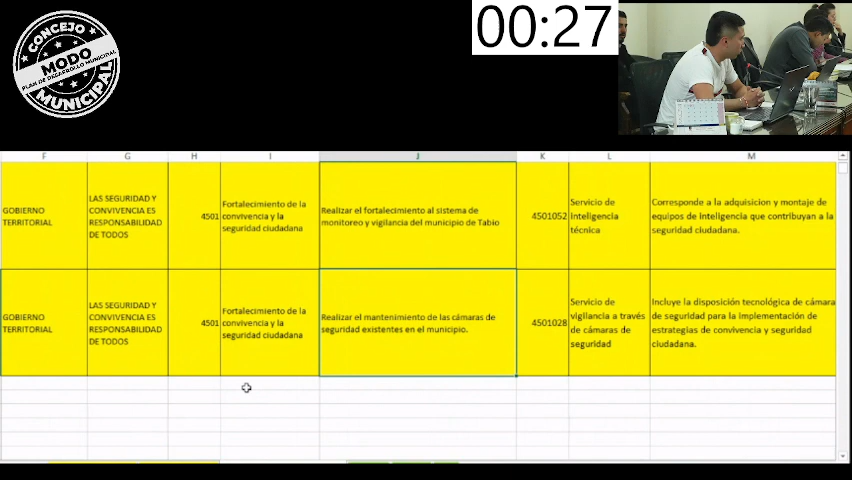 CONCEJO
MODO
PLAN DE DESARROLLO MUNICIPAL
MUNICIPAL
00:27
F G H I J K L M
GOBIERNO
TERRITORIAL
LAS SEGURIDAD Y
CONVIVENCIA ES
RESPONSABILIDAD
DE TODOS
4501
Fortalecimiento de la
convivencia y la
seguridad ciudadana
Realizar el fortalecimiento al sistema de
monitoreo y vigilancia del municipio de Tabio
4501052
Servicio de
inteligencia
técnica
Corresponde a la adquisicion y montaje de
equipos de inteligencia que contribuyan a la
seguridad ciudadana.
GOBIERNO
TERRITORIAL
LAS SEGURIDAD Y
CONVIVENCIA ES
RESPONSABILIDAD
DE TODOS
4501
Fortalecimiento de la
convivencia y la
seguridad ciudadana
Realizar el mantenimiento de las cámaras de
seguridad existentes en el municipio.
4501028
Servicio de
vigilancia a través
de cámaras de
seguridad
Incluye la disposición tecnológica de cámara
de seguridad para la implementación de
estrategias de convivencia y seguridad
ciudadana.